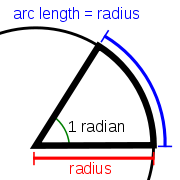 arc length = radius
1 radian
radius